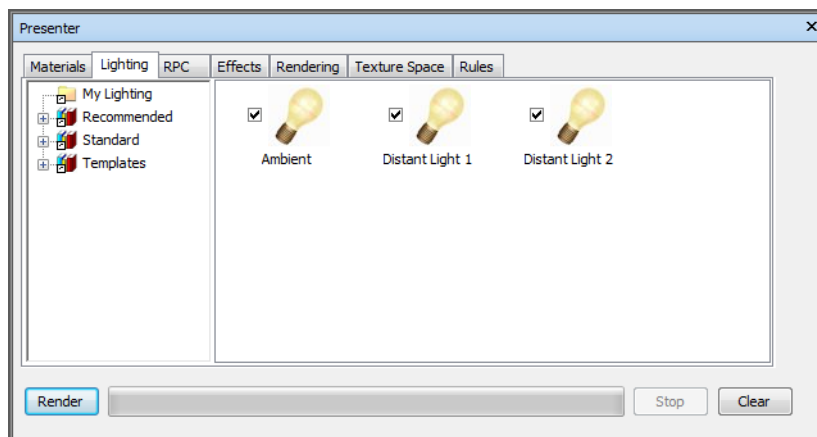 Presenter
Materials Lighting RPC Effects Rendering Texture Space Rules
My Lighting
Recommended
Standard
Templates
Ambient Distant Light 1 Distant Light 2
Render Stop Clear